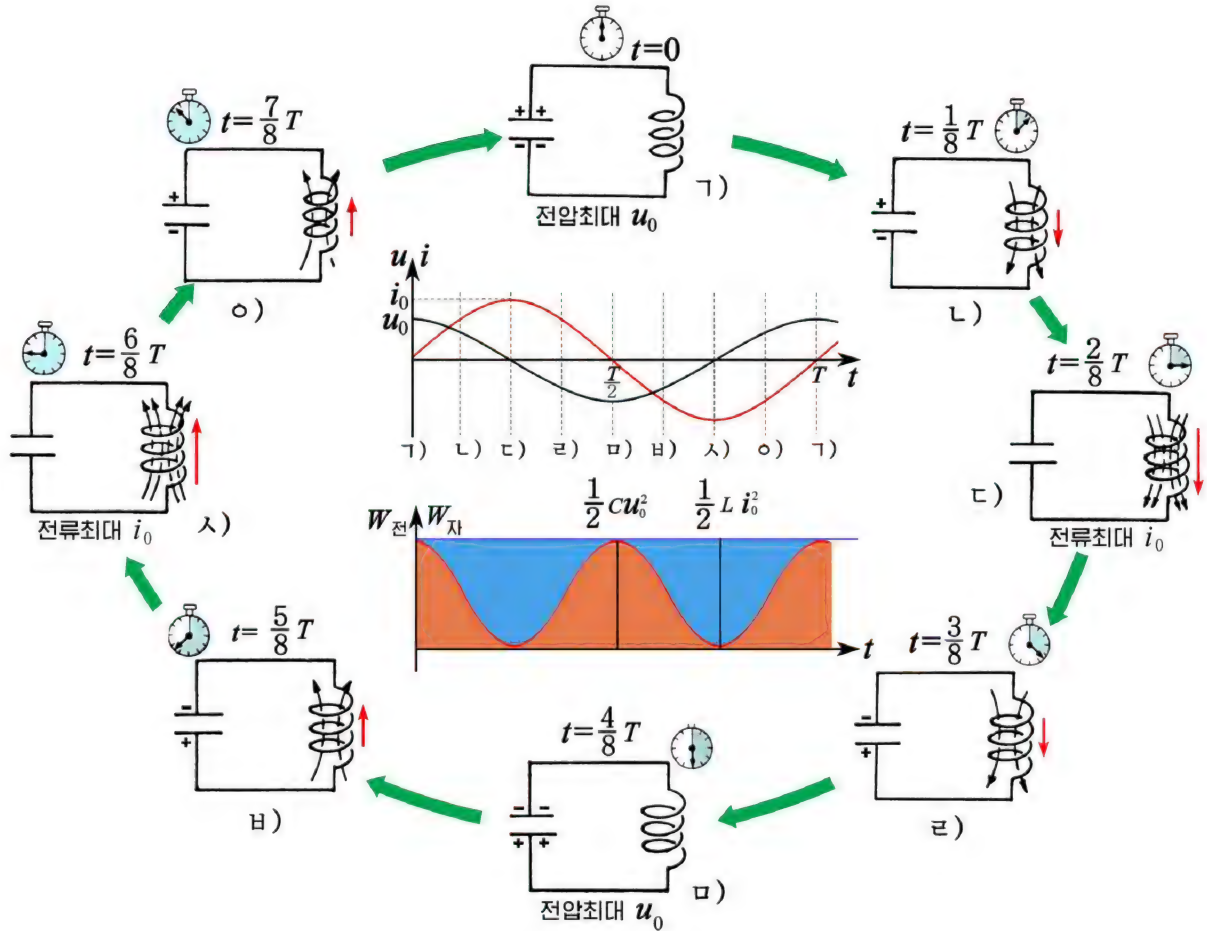 t=0
+ +
- -
ㄱ)
전압최대 u₀
t=1/8 T
+
-
ㄴ)
t=2/8 T
ㄷ)
전류최대 i₀
t=3/8 T
-
+
ㄹ)
t=4/8 T
- -
+ +
ㅁ)
전압최대 u₀
t=5/8 T
-
+
ㅂ)
t=6/8 T
전류최대 i₀
ㅅ)
t=7/8 T
+
-
ㅇ)
u i
i₀
u₀
T/2
T
t
ㄱ) ㄴ) ㄷ) ㄹ) ㅁ) ㅂ) ㅅ) ㅇ) ㄱ)
1/2 Cu₀² 1/2 L i₀²
W전 W자
t